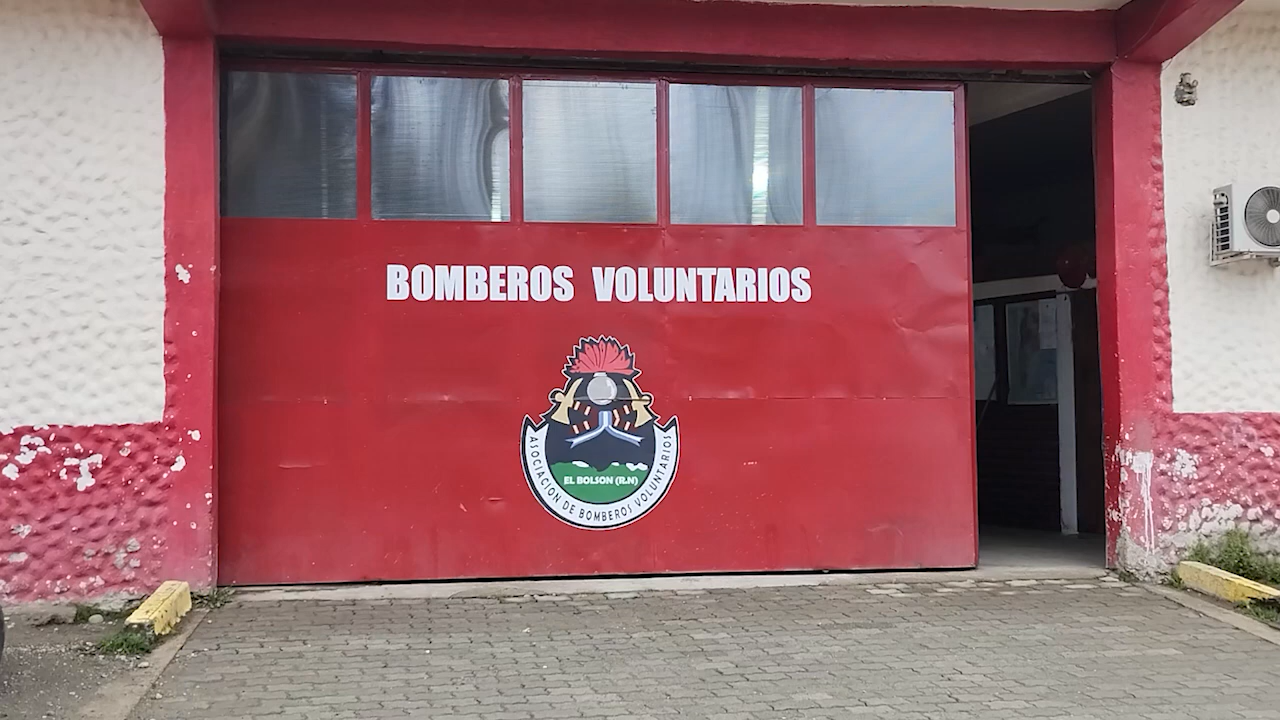 BOMBEROS VOLUNTARIOS
EL BOLSON (R.N)
ASOCIACION DE BOMBEROS VOLUNTARIOS